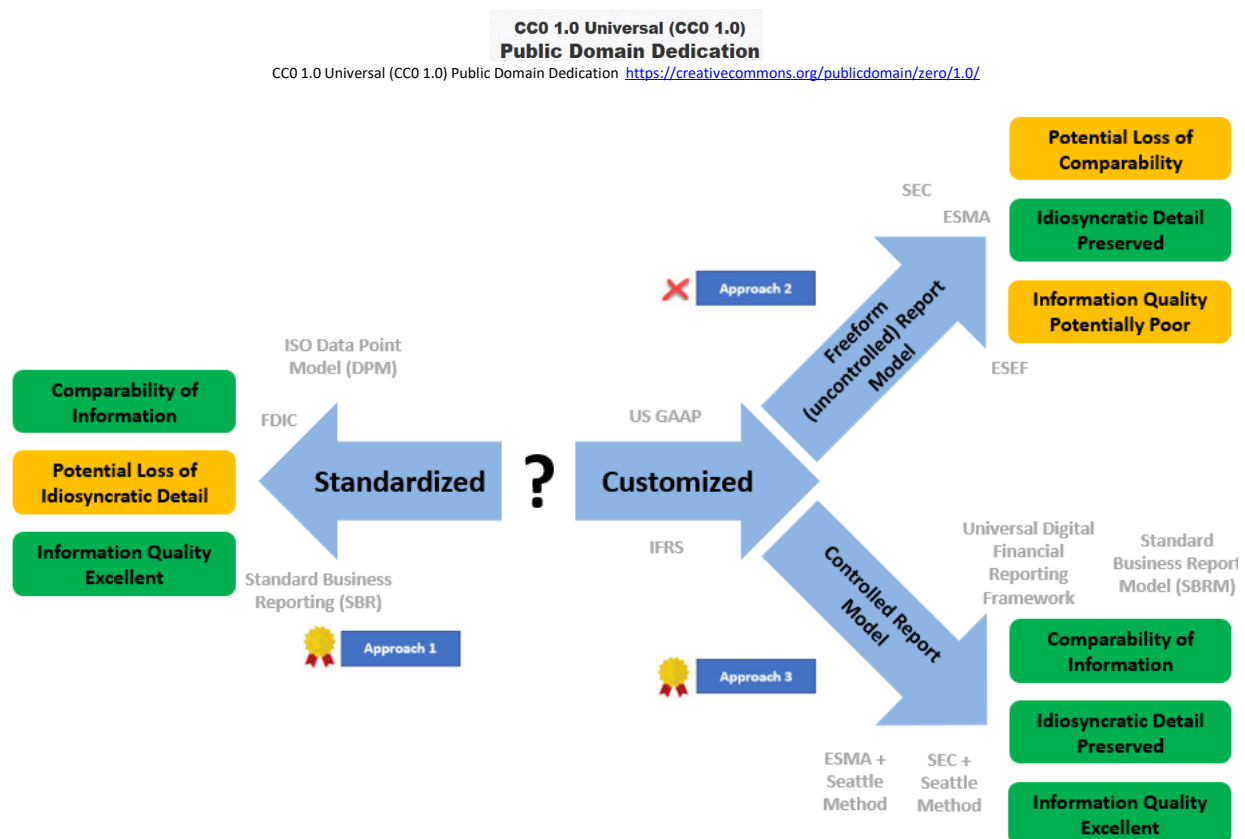 CC0 1.0 Universal (CC0 1.0)
Public Domain Dedication
CC0 1.0 Universal (CC0 1.0) Public Domain Dedication https://creativecommons.org/publicdomain/zero/1.0/
Potential Loss of
Comparability
SEC
ESMA
Idiosyncratic Detail
Preserved
Approach 2
Freeform
(uncontrolled) Report
Model
Information Quality
Potentially Poor
ESEF
ISO Data Point
Model (DPM)
Comparability of
Information
FDIC
US GAAP
Potential Loss of
Idiosyncratic Detail
Standardized
?
Customized
Information Quality
Excellent
IFRS
Standard Business
Reporting (SBR)
Approach 1
Universal Digital
Financial
Reporting
Framework
Standard
Business Report
Model (SBRM)
Controlled Report
Model
Approach 3
Comparability of
Information
Idiosyncratic Detail
Preserved
ESMA +
Seattle
Method
SEC +
Seattle
Method
Information Quality
Excellent